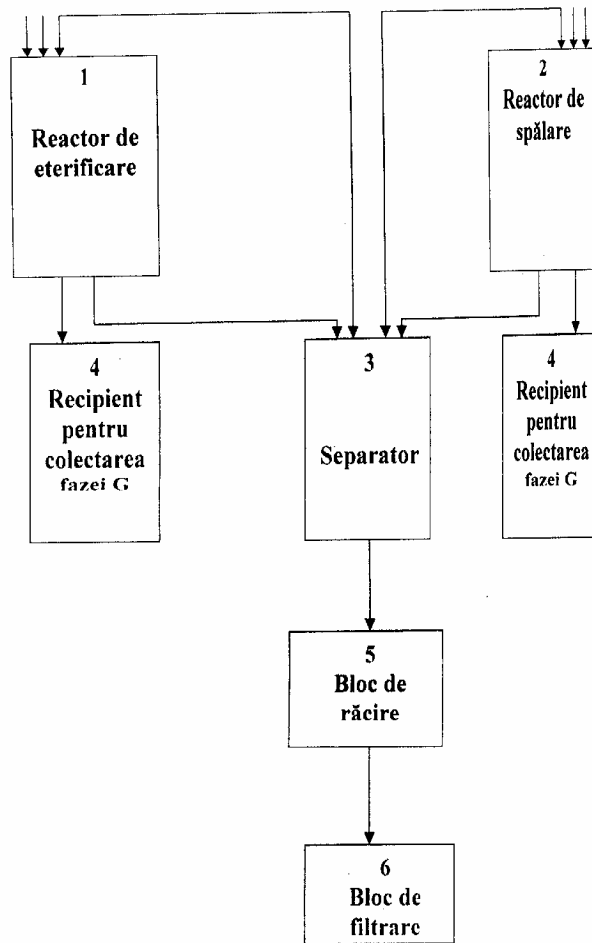 1
Reactor de
eterificare
2
Reactor de
spălare
4
Recipient
pentru
colectarea
fazei G
3
Separator
4
Recipient
pentru
colectarea
fazei G
5
Bloc de
răcire
6
Bloc de
filtrare